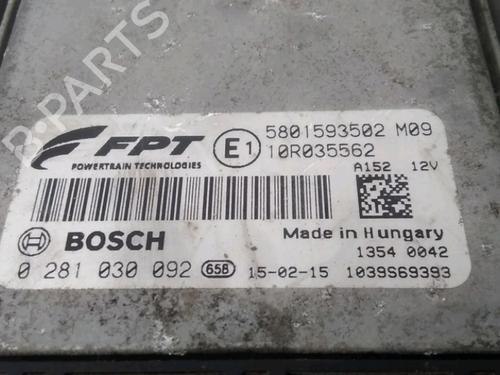 B-PARTS
FPT
POWERTRAIN TECHNOLOGIES
E1
5801593502 M09
10R035562
A152 12V
BOSCH
Made in Hungary
1354 0042
0 281 030 092 658 15-02-15 1039S69393